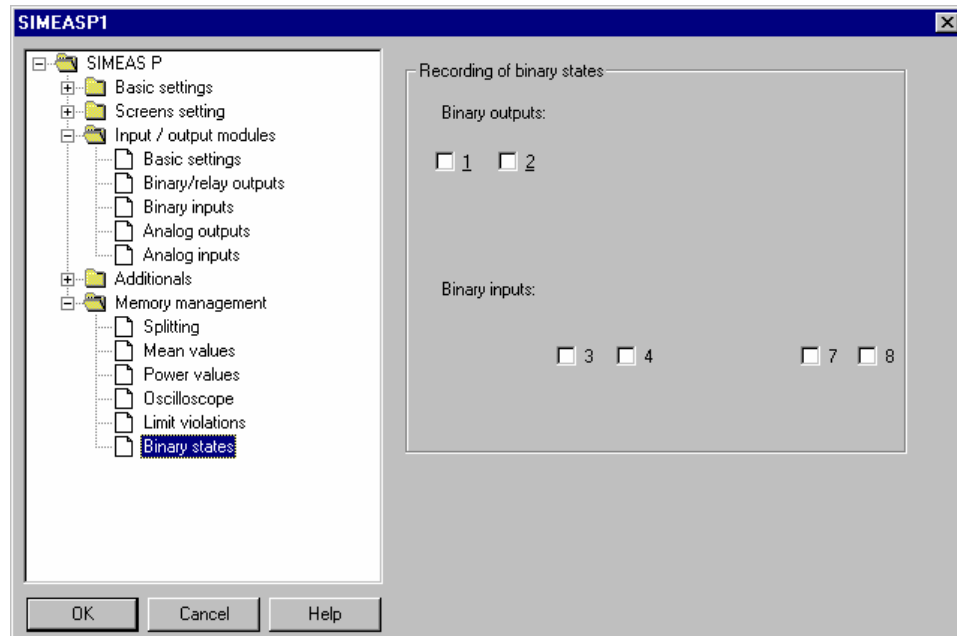 SIMEASP1
SIMEAS P
Basic settings
Screens setting
Input / output modules
Basic settings
Binary/relay outputs
Binary inputs
Analog outputs
Analog inputs
Additionals
Memory management
Splitting
Mean values
Power values
Oscilloscope
Limit violations
Binary states
OK Cancel Help
Recording of binary states
Binary outputs:
1 2
Binary inputs:
3 4 7 8